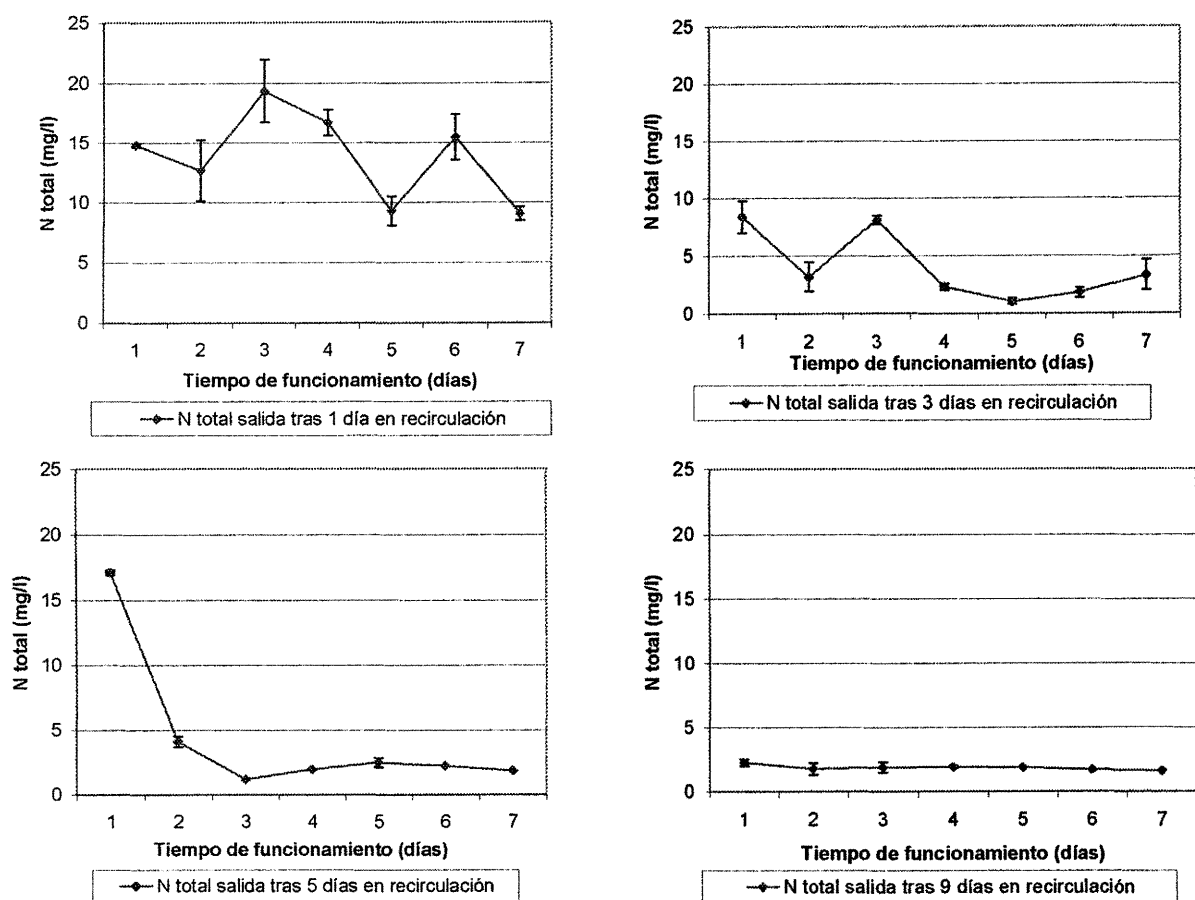 25
20
15
10
5
0
N total (mg/l)
1 2 3 4 5 6 7
Tiempo de funcionamiento (días)
N total salida tras 1 día en recirculación
25
20
15
10
5
0
N total (mg/l)
1 2 3 4 5 6 7
Tiempo de funcionamiento (días)
N total salida tras 3 días en recirculación
25
20
15
10
5
0
N total (mg/l)
1 2 3 4 5 6 7
Tiempo de funcionamiento (días)
N total salida tras 5 días en recirculación
25
20
15
10
5
0
N total (mg/l)
1 2 3 4 5 6 7
Tiempo de funcionamiento (días)
N total salida tras 9 días en recirculación